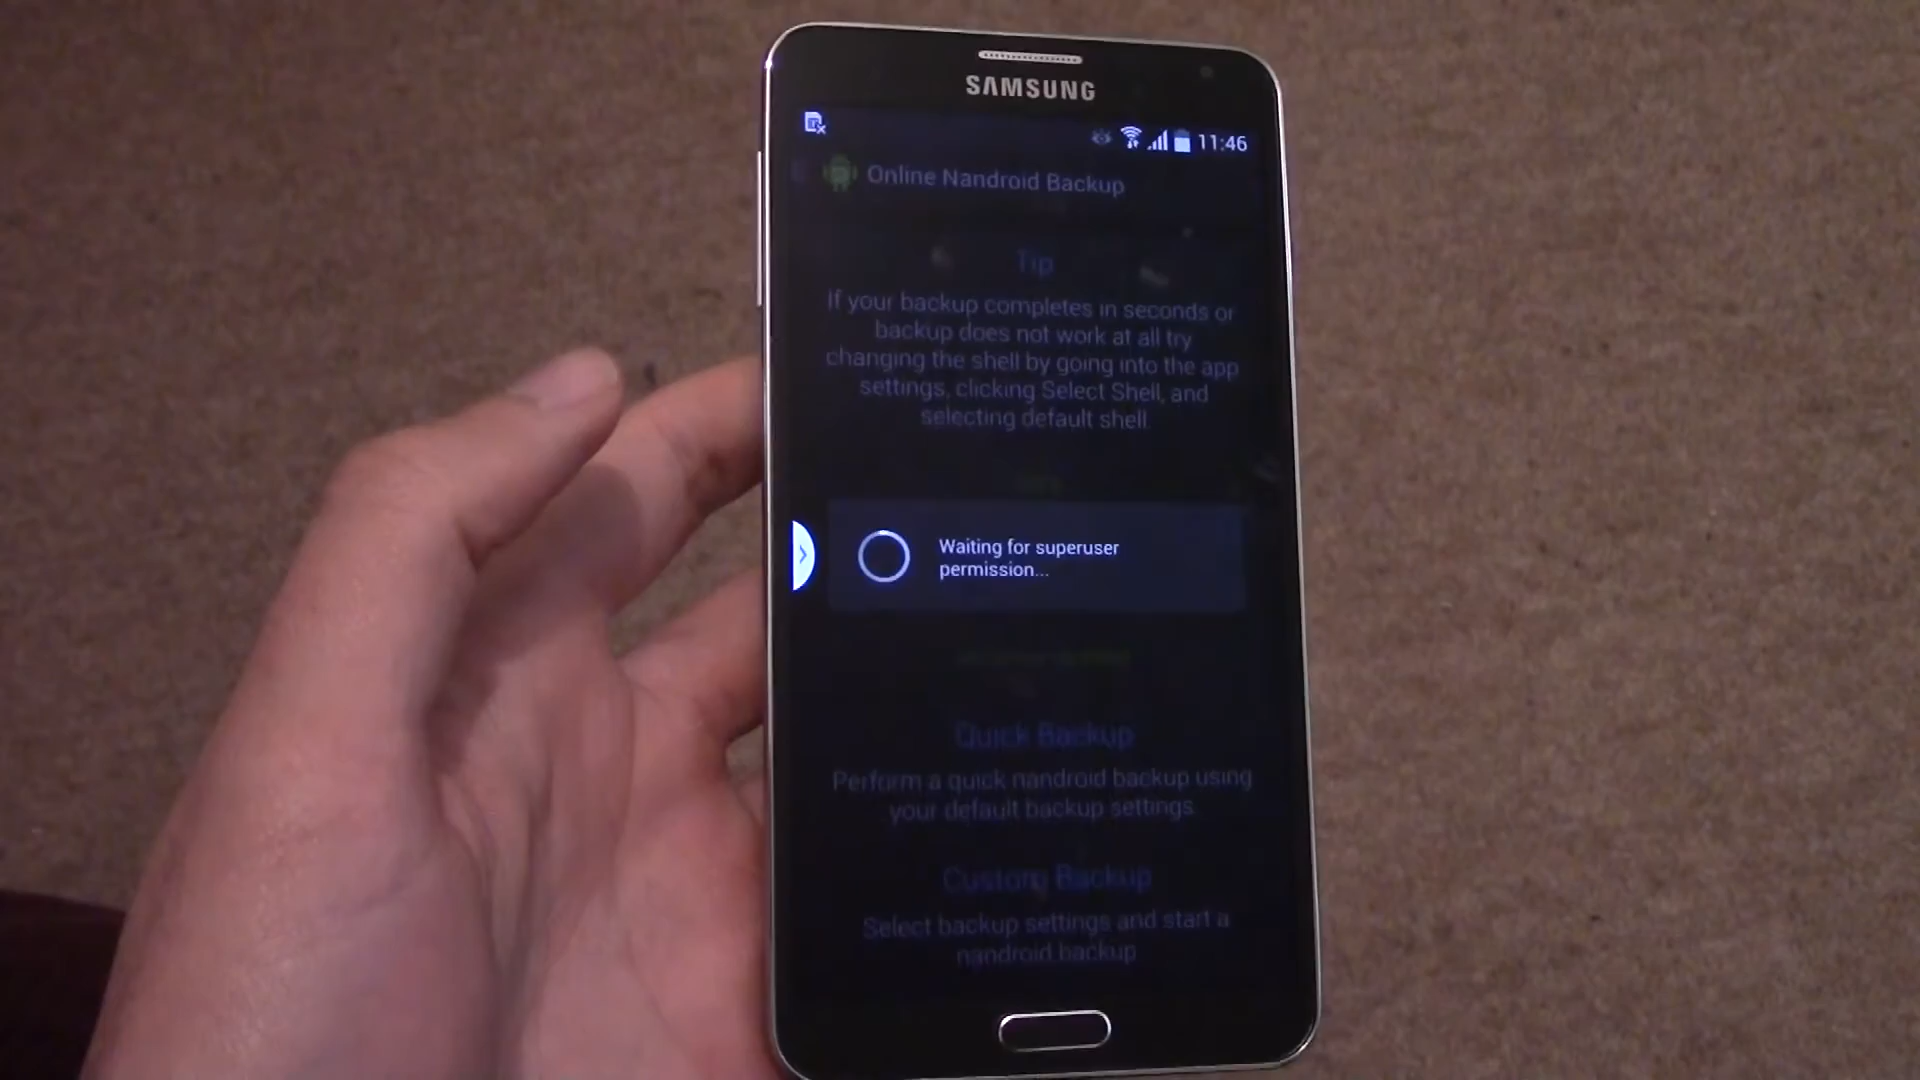 SAMSUNG
11:46
Online Nandroid Backup
Tip
If your backup completes in seconds or
backup does not work at all try
changing the shell by going into the app
settings, clicking Select Shell, and
selecting default shell.
Waiting for superuser
permission...
Quick Backup
Perform a quick nandroid backup using
your default backup settings
Custom Backup
Select backup settings and start a
nandroid backup